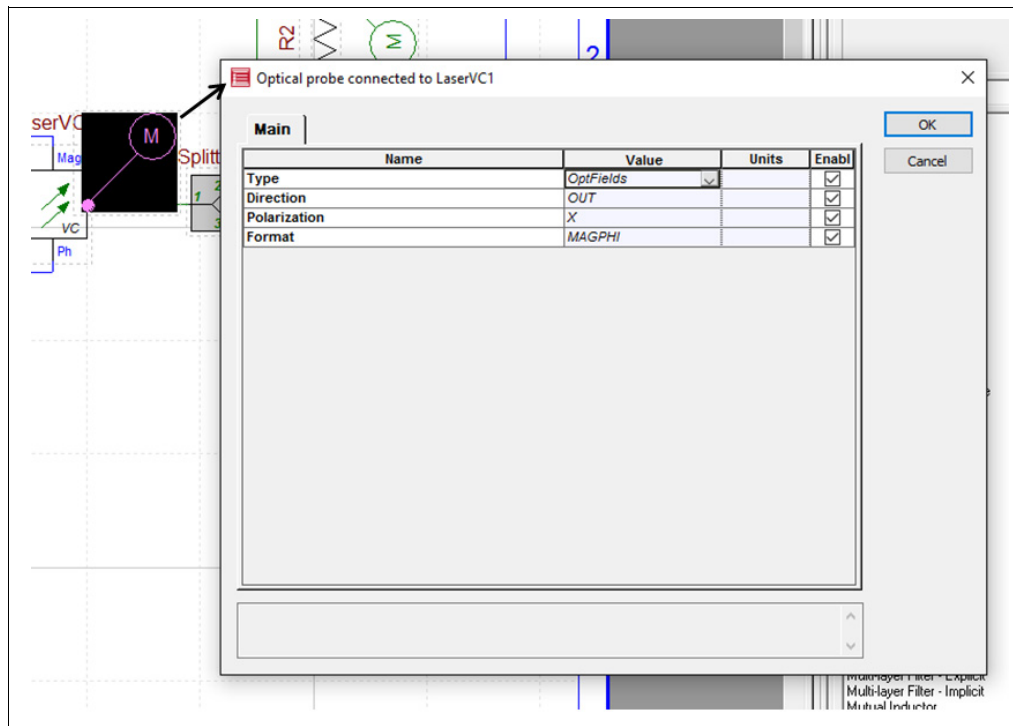 R2
M
2
Optical probe connected to LaserVC1
serVC
M
Mag
Splitt
2
1
3
VC
Ph
Main
OK
Cancel
Name Value Units Enabl
Type OptFields
Direction OUT
Polarization X
Format MAGPHI
Multi-layer Filter - Explicit
Multi-layer Filter - Implicit
Mutual Inductor